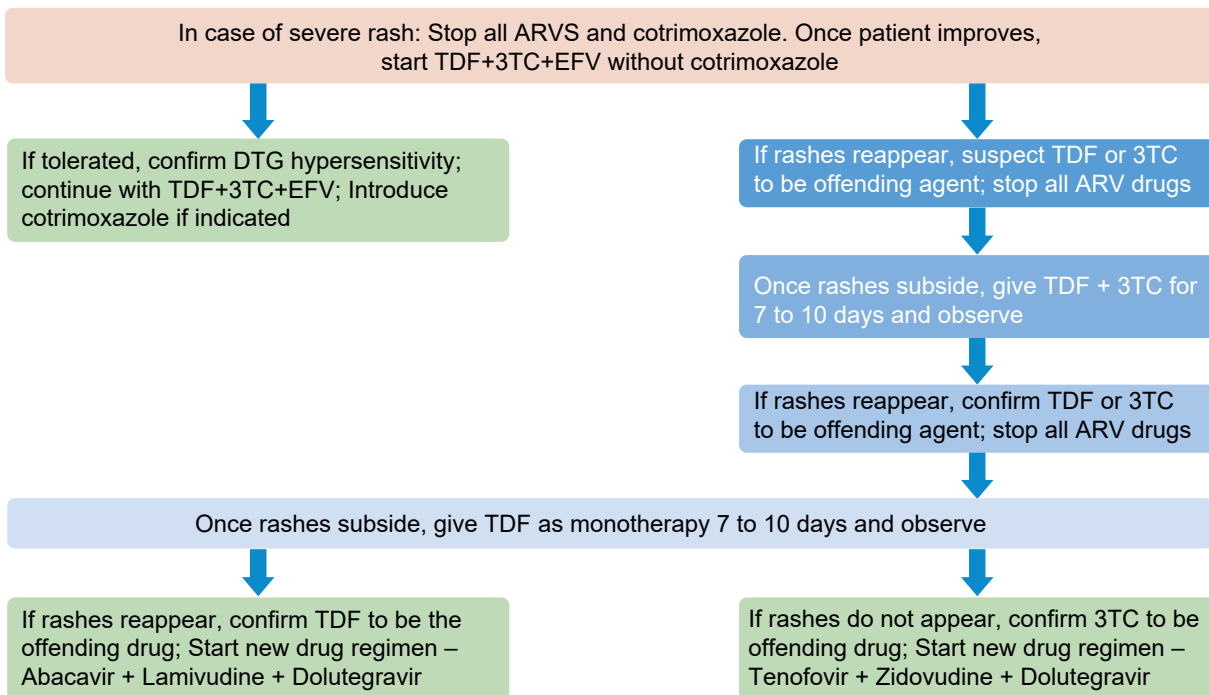 In case of severe rash: Stop all ARVS and cotrimoxazole. Once patient improves,
start TDF+3TC+EFV without cotrimoxazole
If tolerated, confirm DTG hypersensitivity;
continue with TDF+3TC+EFV; Introduce
cotrimoxazole if indicated
If rashes reappear, suspect TDF or 3TC
to be offending agent; stop all ARV drugs
Once rashes subside, give TDF + 3TC for
7 to 10 days and observe
If rashes reappear, confirm TDF or 3TC
to be offending agent; stop all ARV drugs
Once rashes subside, give TDF as monotherapy 7 to 10 days and observe
If rashes reappear, confirm TDF to be the
offending drug; Start new drug regimen –
Abacavir + Lamivudine + Dolutegravir
If rashes do not appear, confirm 3TC to be
offending drug; Start new drug regimen –
Tenofovir + Zidovudine + Dolutegravir